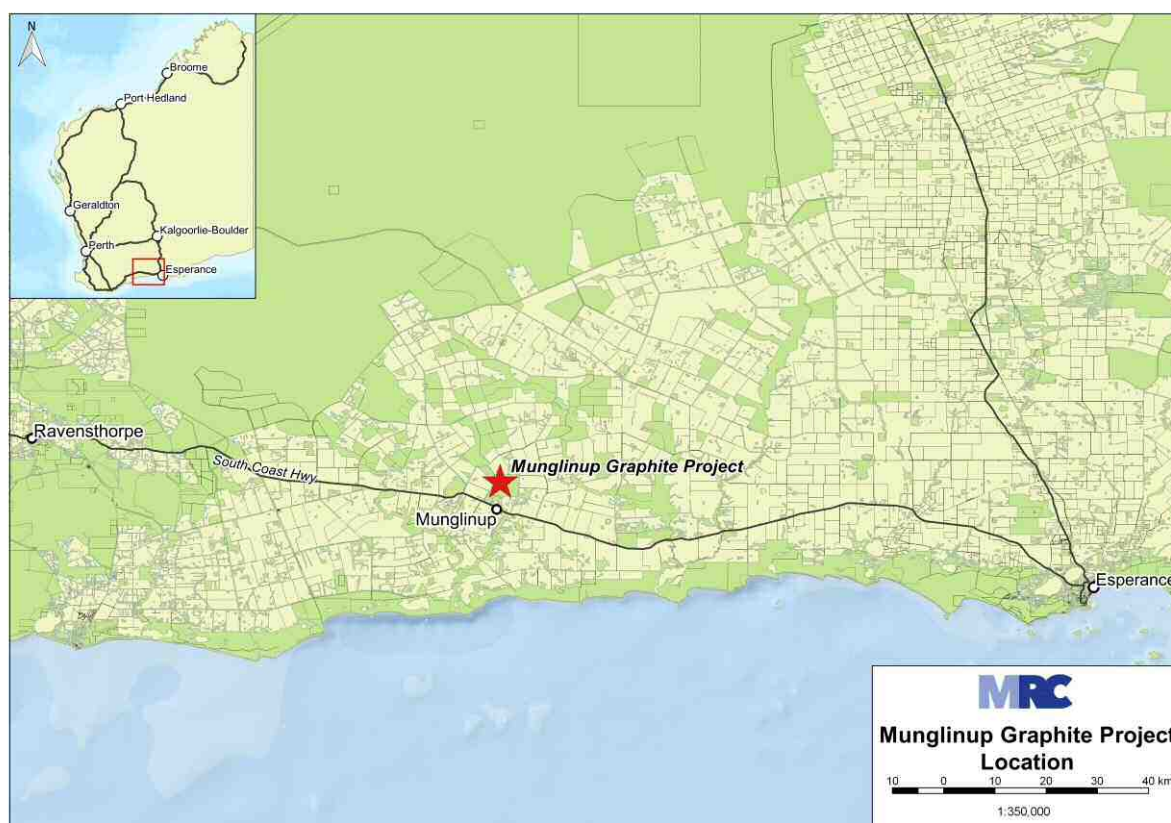 N
Broome
Port-Hedland
Geraldton
Kalgoorlie-Boulder
Perth
Esperance
Ravensthorpe
South Coast Hwy
Munglinup Graphite Project
Munglinup
Esperance
MRC
Munglinup Graphite Project
Location
10 0 10 20 30 40 km
1:350,000